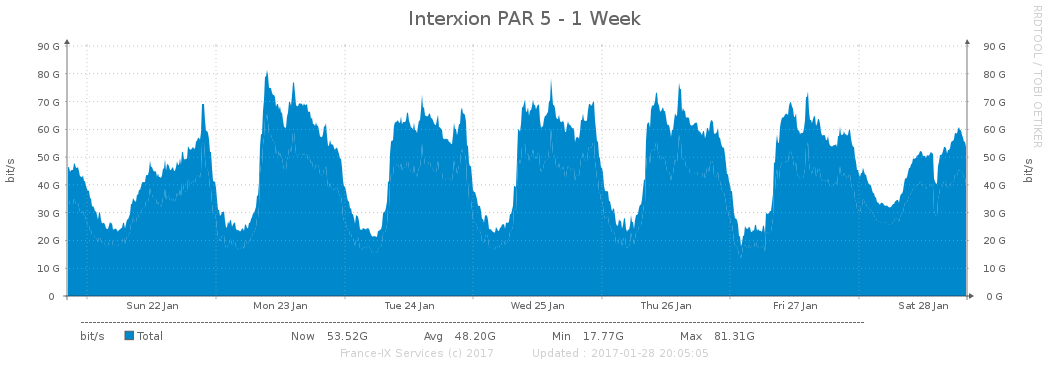 Interxion PAR 5 - 1 Week
RRDTOOL / TOBI OETIKER
bit/s
90 G
80 G
70 G
60 G
50 G
40 G
30 G
20 G
10 G
0
90 G
80 G
70 G
60 G
50 G
40 G
30 G
20 G
10 G
0 G
bit/s
Sun 22 Jan Mon 23 Jan Tue 24 Jan Wed 25 Jan Thu 26 Jan Fri 27 Jan Sat 28 Jan
bit/s Total Now 53.52G Avg 48.20G Min 17.77G Max 81.31G
France-IX Services (c) 2017 Updated : 2017-01-28 20:05:05